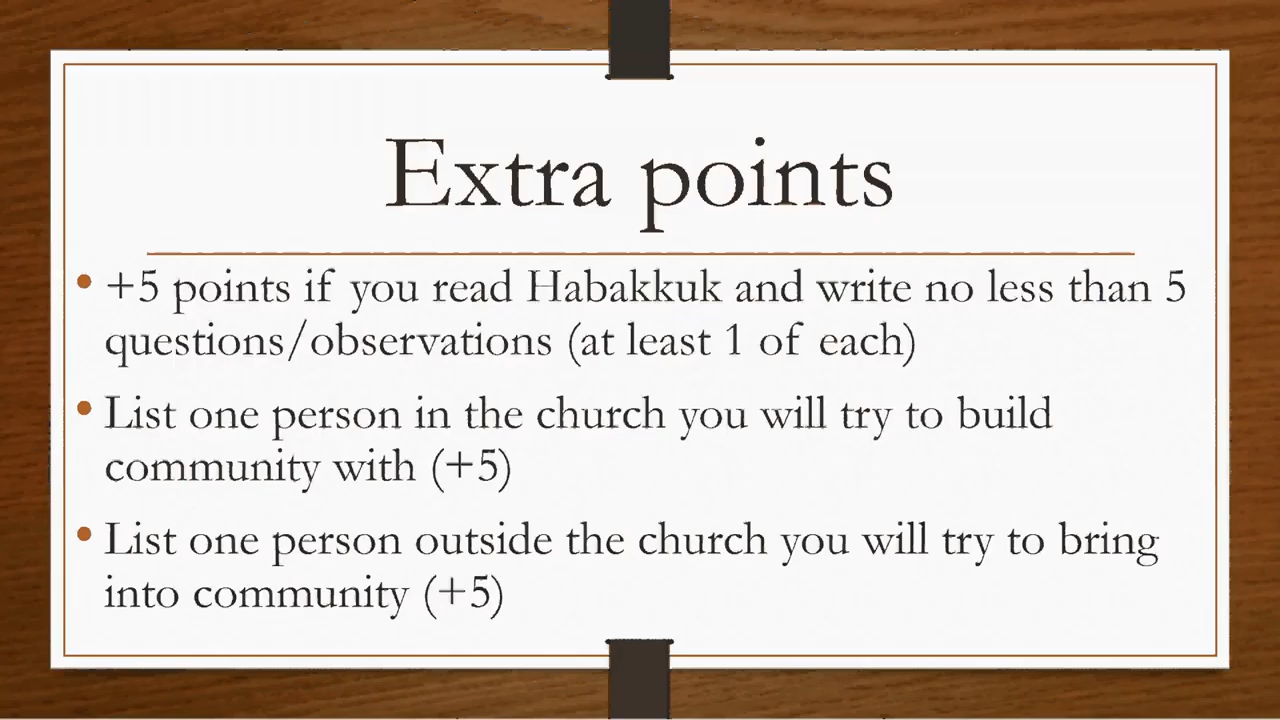 Extra points
• +5 points if you read Habakkuk and write no less than 5
questions/observations (at least 1 of each)
• List one person in the church you will try to build
community with (+5)
• List one person outside the church you will try to bring
into community (+5)